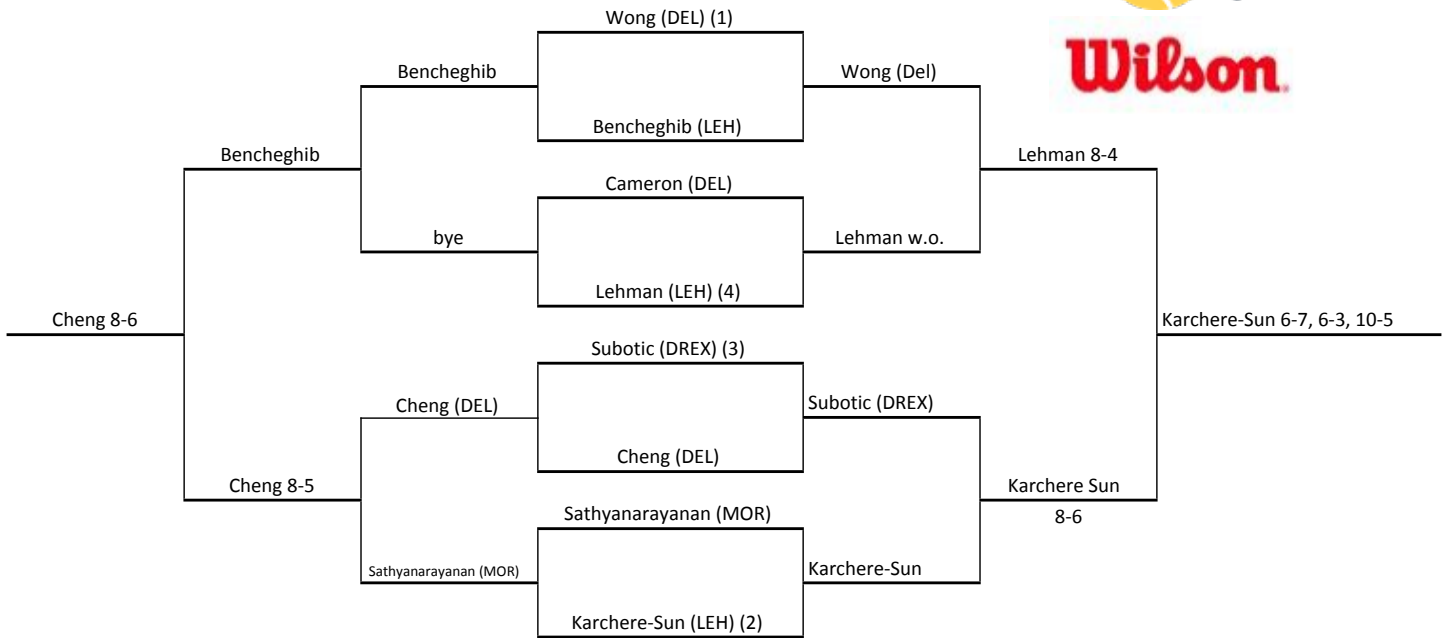 Wong (DEL) (1)
Wilson.
Bencheghib
Wong (Del)
Bencheghib (LEH)
Bencheghib
Lehman 8-4
Cameron (DEL)
bye
Lehman w.o.
Lehman (LEH) (4)
Cheng 8-6
Karchere-Sun 6-7, 6-3, 10-5
Subotic (DREX) (3)
Cheng (DEL)
Subotic (DREX)
Cheng (DEL)
Cheng 8-5
Karchere Sun
8-6
Sathyanarayanan (MOR)
Sathyanarayanan (MOR)
Karchere-Sun
Karchere-Sun (LEH) (2)